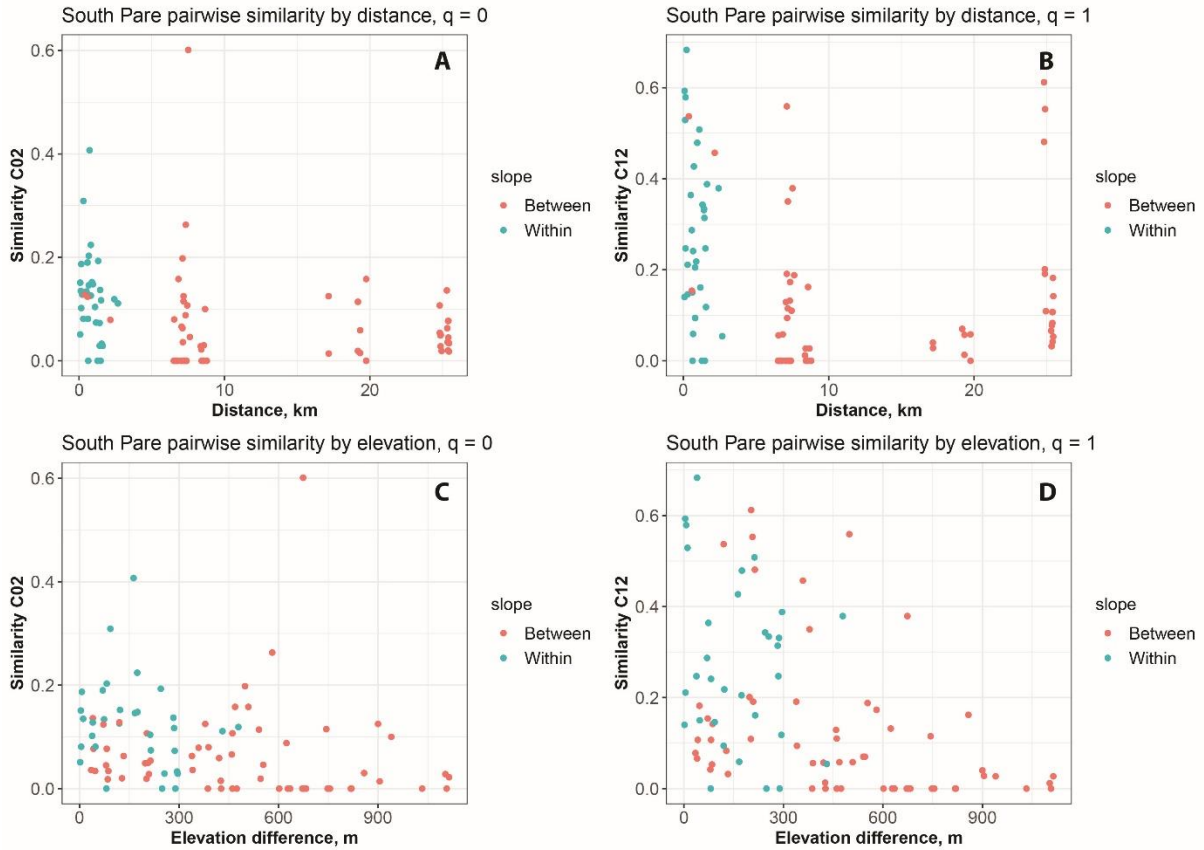 South Pare pairwise similarity by distance, q = 0
A
0.6
0.4
0.2
0.0
Similarity C02
0 10 20
Distance, km
slope
Between
Within
South Pare pairwise similarity by distance, q = 1
B
0.6
0.4
0.2
0.0
Similarity C12
0 10 20
Distance, km
slope
Between
Within
South Pare pairwise similarity by elevation, q = 0
C
0.6
0.4
0.2
0.0
Similarity C02
0 300 600 900
Elevation difference, m
slope
Between
Within
South Pare pairwise similarity by elevation, q = 1
D
0.6
0.4
0.2
0.0
Similarity C12
0 300 600 900
Elevation difference, m
slope
Between
Within